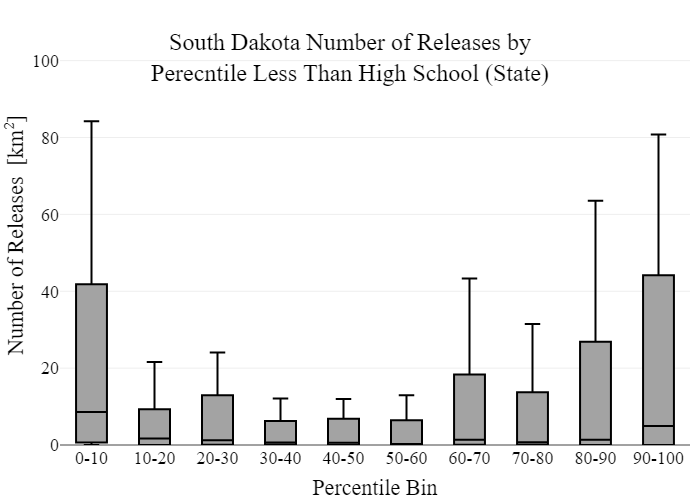 South Dakota Number of Releases by
Perecntile Less Than High School (State)
Number of Releases [km²]
100
80
60
40
20
0
0-10 10-20 20-30 30-40 40-50 50-60 60-70 70-80 80-90 90-100
Percentile Bin